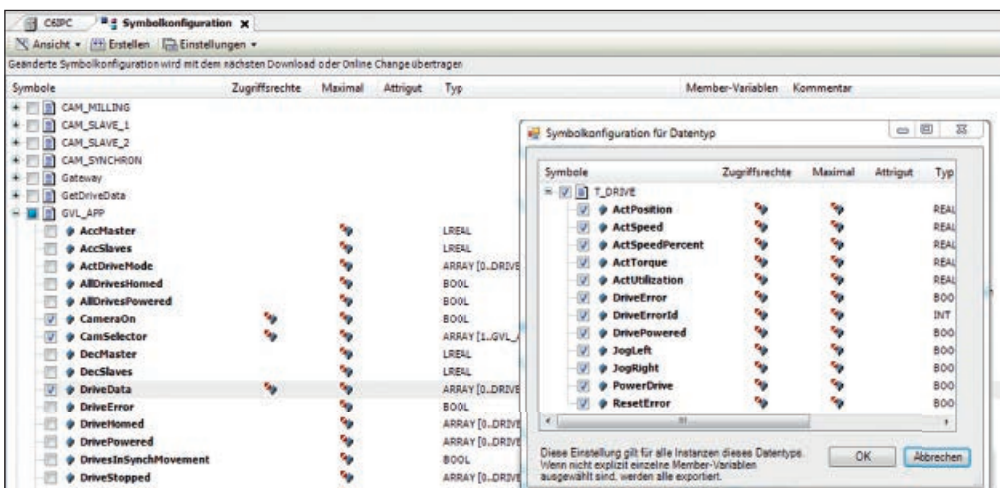 C6IPC Symbolkonfiguration x
Ansicht Erstellen Einstellungen
Geänderte Symbolkonfiguration wird mit dem nächsten Download oder Online Change übertragen
Symbole Zugriffsrechte Maximal Attrigut Typ Member-Variablen Kommentar
CAM_MILLING
CAM_SLAVE_1
CAM_SLAVE_2
CAM_SYNCHRON
Gateway
GetDriveData
GVL_APP
AccMaster LREAL
AccSlaves LREAL
ActDriveMode ARRAY [0..DRIVE
AllDrivesHomed BOOL
AllDrivesPowered BOOL
CameraOn BOOL
CamSelector ARRAY [1..GVL_A
DecMaster LREAL
DecSlaves LREAL
DriveData ARRAY [0..DRIVE
DriveError BOOL
DriveHomed ARRAY [0..DRIVE
DrivePowered ARRAY [0..DRIVE
DrivesInSynchMovement BOOL
DriveStopped ARRAY [0..DRIVE
Symbolkonfiguration für Datentyp
Symbole Zugriffsrechte Maximal Attrigut Typ
T_DRIVE
ActPosition REAL
ActSpeed REAL
ActSpeedPercent REAL
ActTorque REAL
ActUtilization REAL
DriveError BOO
DriveErrorId INT
DrivePowered BOO
JogLeft BOO
JogRight BOO
PowerDrive BOO
ResetError BOO
Diese Einstellung gilt für alle Instanzen dieses Datentyps.
Wenn nicht explizit einzelne Member-Variablen
ausgewählt sind, werden alle exportiert.
OK Abbrechen